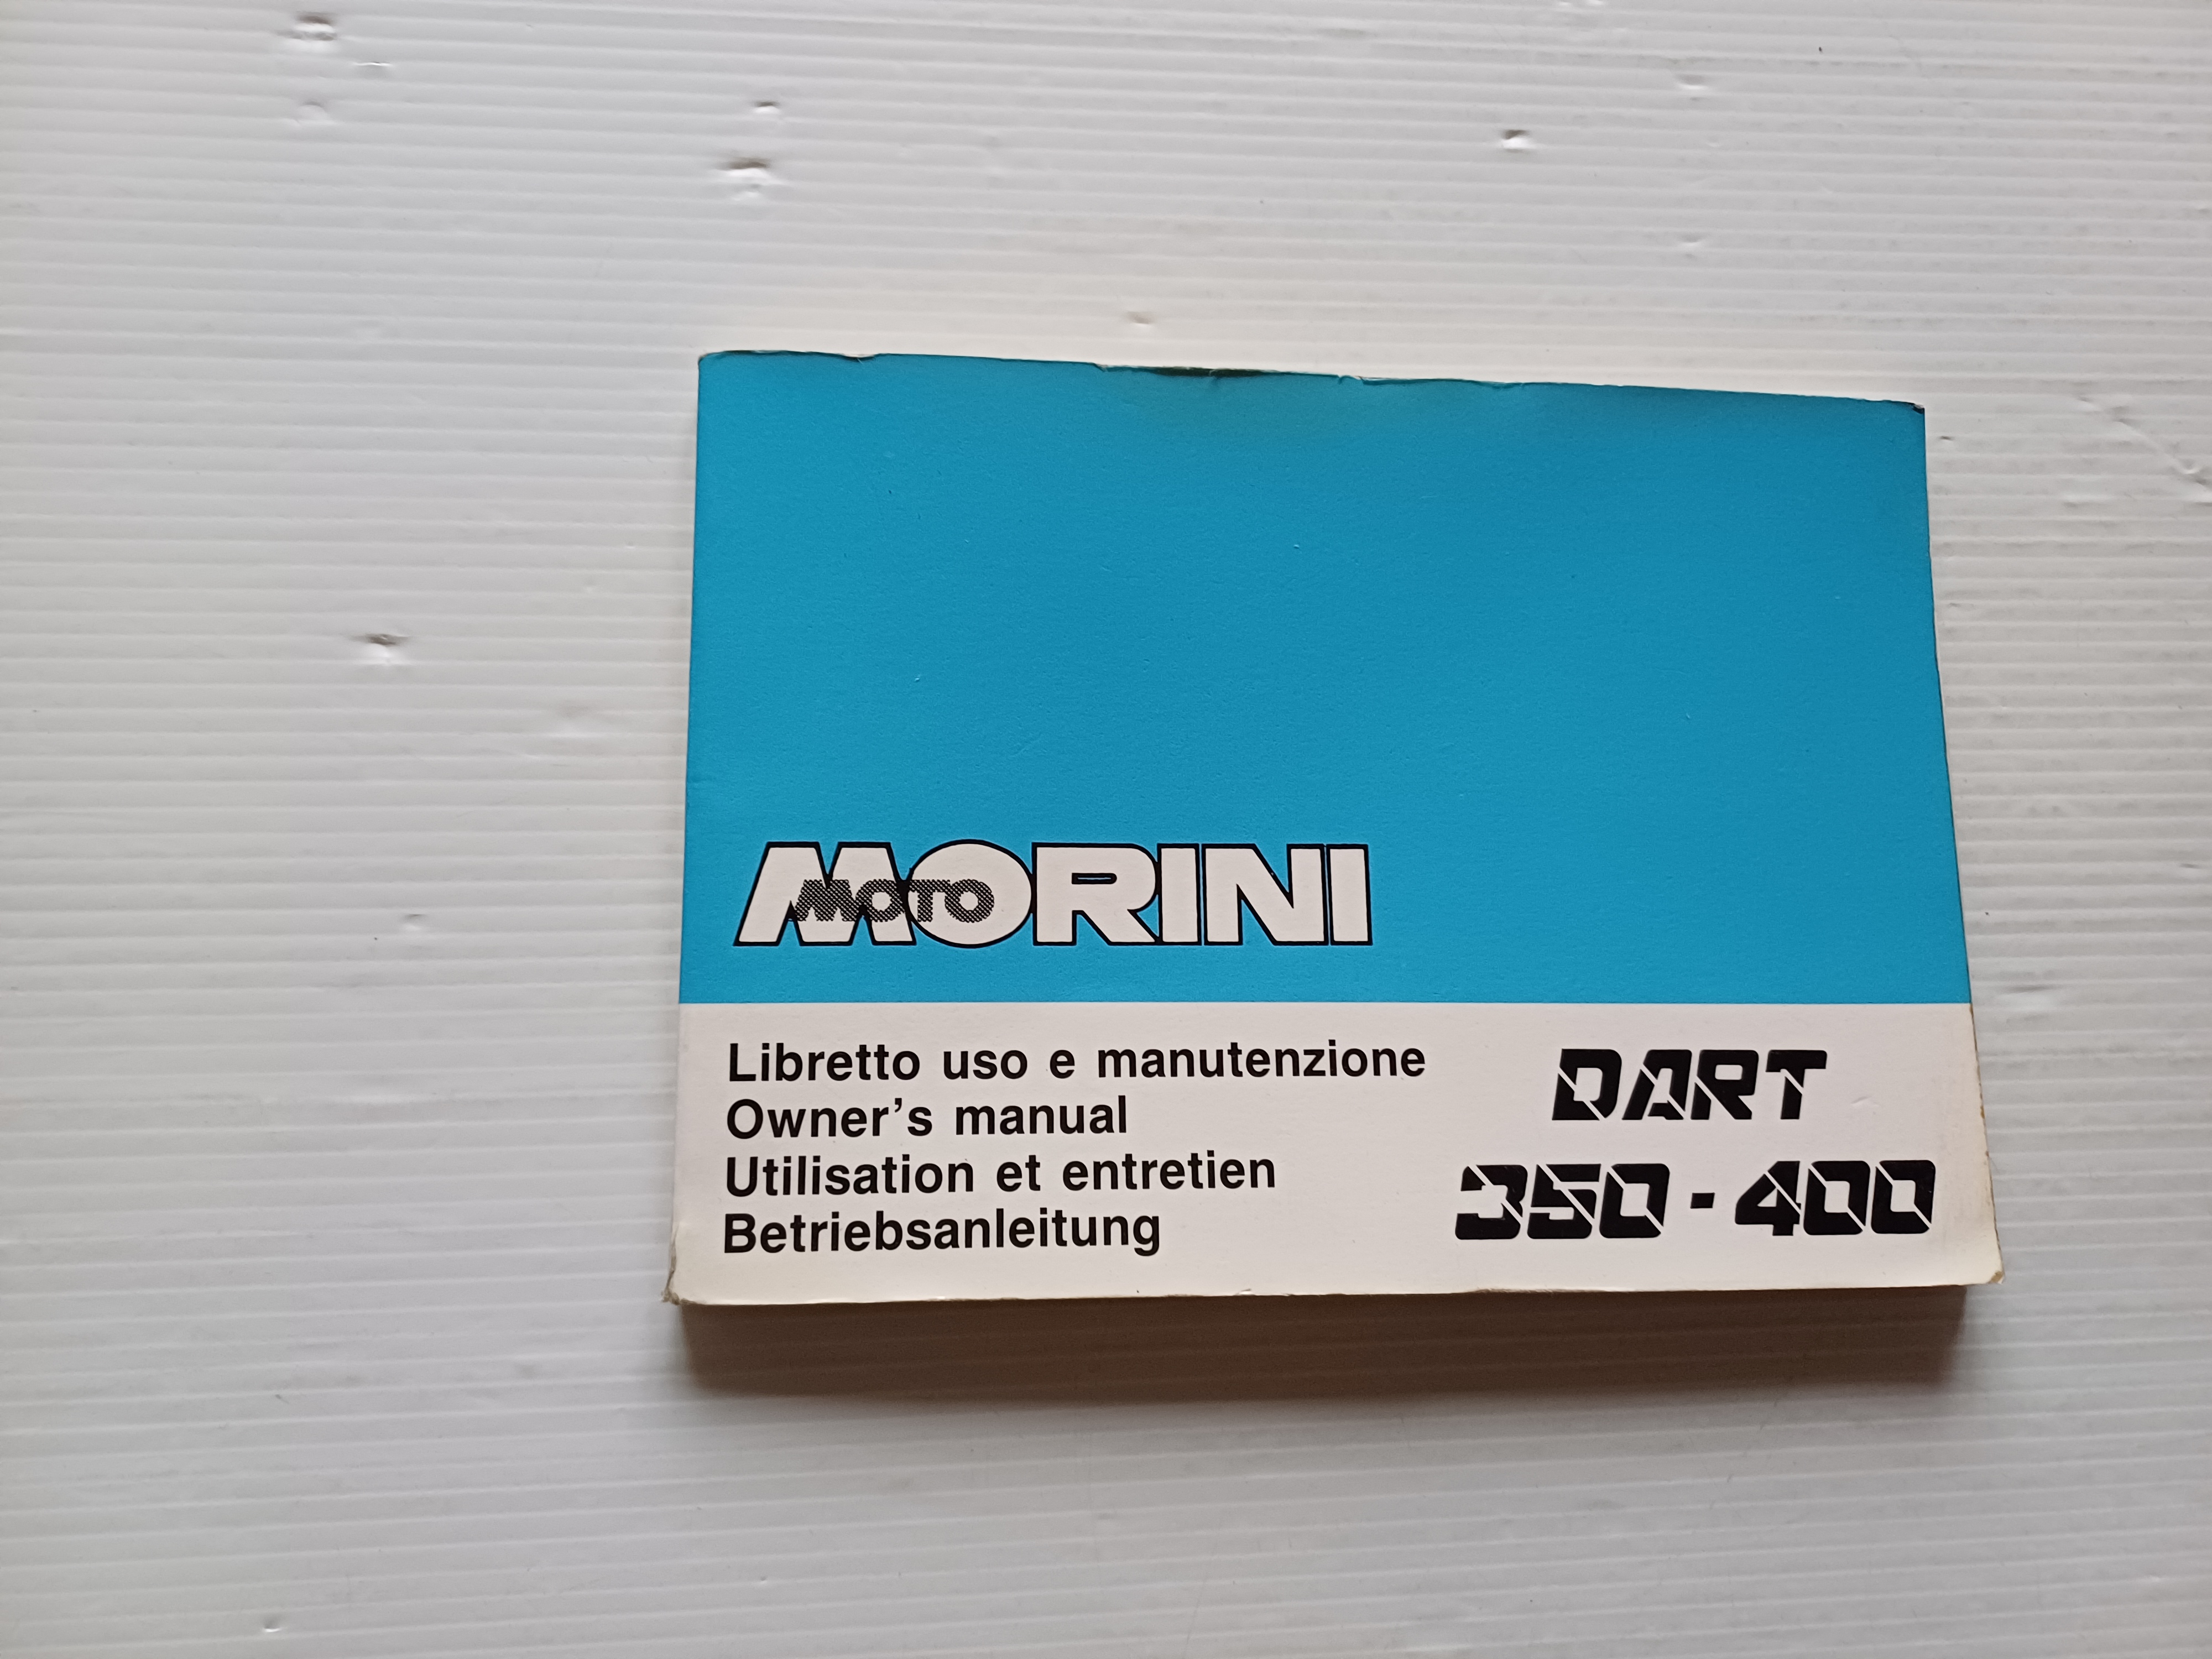 MOTO MORINI
Libretto uso e manutenzione
Owner's manual
Utilisation et entretien
Betriebsanleitung
DART
350-400